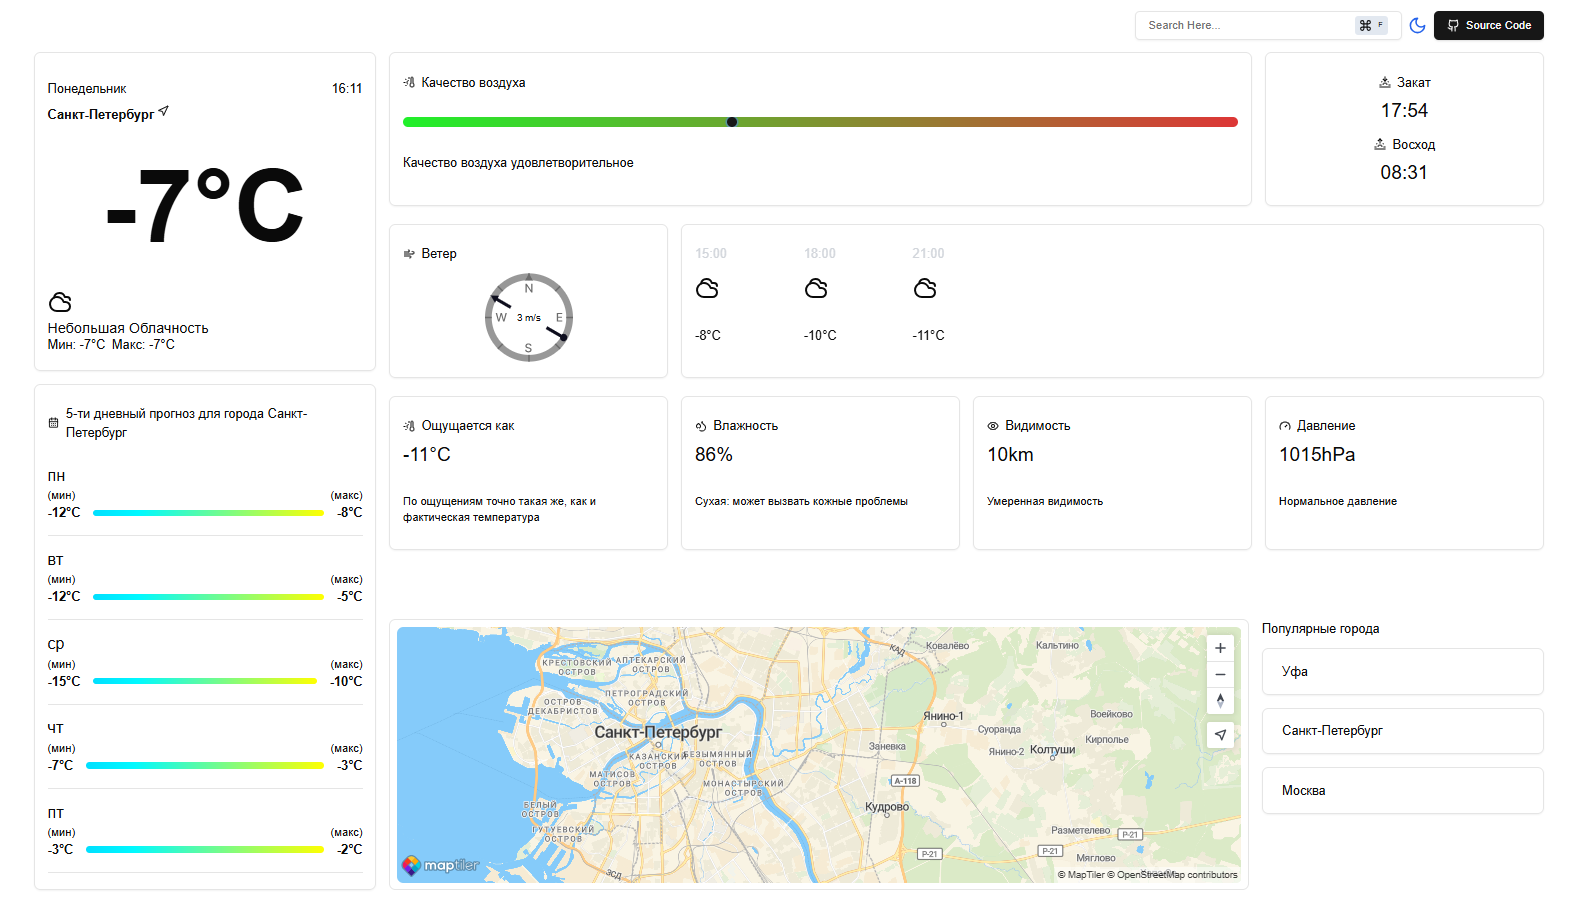 Search Here...
⌘ F
Source Code
Понедельник
16:11
Санкт-Петербург
-7°C
Небольшая Облачность
Мин: -7°C Макс: -7°C
Качество воздуха
Качество воздуха удовлетворительное
Закат
17:54
Восход
08:31
Ветер
N
W 3 m/s E
S
15:00 18:00 21:00
-8°C -10°C -11°C
5-ти дневный прогноз для города Санкт-
Петербург
ПН
(мин) (макс)
-12°C -8°C
ВТ
(мин) (макс)
-12°C -5°C
ср
(мин) (макс)
-15°C -10°C
ЧТ
(мин) (макс)
-7°C -3°C
ПТ
(мин) (макс)
-3°C -2°C
Ощущается как
-11°C
По ощущениям точно такая же, как и
фактическая температура
Влажность
86%
Сухая: может вызвать кожные проблемы
Видимость
10km
Умеренная видимость
Давление
1015hPa
Нормальное давление
КРЕСТОВСКИЙ
ОСТРОВ
АПТЕКАРСКИЙ
ОСТРОВ
ПЕТРОГРАДСКИЙ
ОСТРОВ
ОСТРОВ
ДЕКАБРИСТОВ
Санкт-Петербург
КАЗАНСКИЙ
ОСТРОВ
БЕЗЫМЯННЫЙ
ОСТРОВ
МАТИСОВ
ОСТРОВ
МОНАСТЫРСКИЙ
ОСТРОВ
БЕЛЫЙ
ОСТРОВ
ГУТУЕВСКИЙ
ОСТРОВ
ЗСД
КАД
Ковалёво
Кальтино
Янино-1
Воейково
Суоранда
Кирполье
Заневка
Янино-2
Колтуши
А-118
Кудрово
Разметелево
Р-21
Р-21
Р-21
Мяглово
maptiler
© MapTiler © OpenStreetMap contributors
Популярные города
Уфа
Санкт-Петербург
Москва